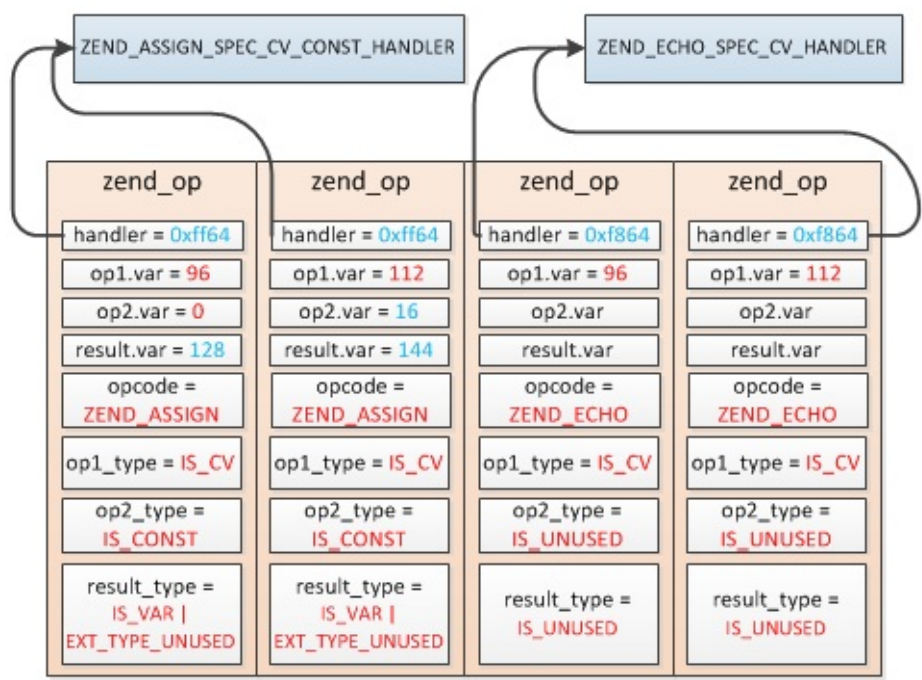 ZEND_ASSIGN_SPEC_CV_CONST_HANDLER
ZEND_ECHO_SPEC_CV_HANDLER
zend_op
handler = 0xff64
op1.var = 96
op2.var = 0
result.var = 128
opcode =
ZEND_ASSIGN
op1_type = IS_CV
op2_type =
IS_CONST
result_type =
IS_VAR |
EXT_TYPE_UNUSED
zend_op
handler = 0xff64
op1.var = 112
op2.var = 16
result.var = 144
opcode =
ZEND_ASSIGN
op1_type = IS_CV
op2_type =
IS_CONST
result_type =
IS_VAR |
EXT_TYPE_UNUSED
zend_op
handler = 0xf864
op1.var = 96
op2.var
result.var
opcode =
ZEND_ECHO
op1_type = IS_CV
op2_type =
IS_UNUSED
result_type =
IS_UNUSED
zend_op
handler = 0xf864
op1.var = 112
op2.var
result.var
opcode =
ZEND_ECHO
op1_type = IS_CV
op2_type =
IS_UNUSED
result_type =
IS_UNUSED